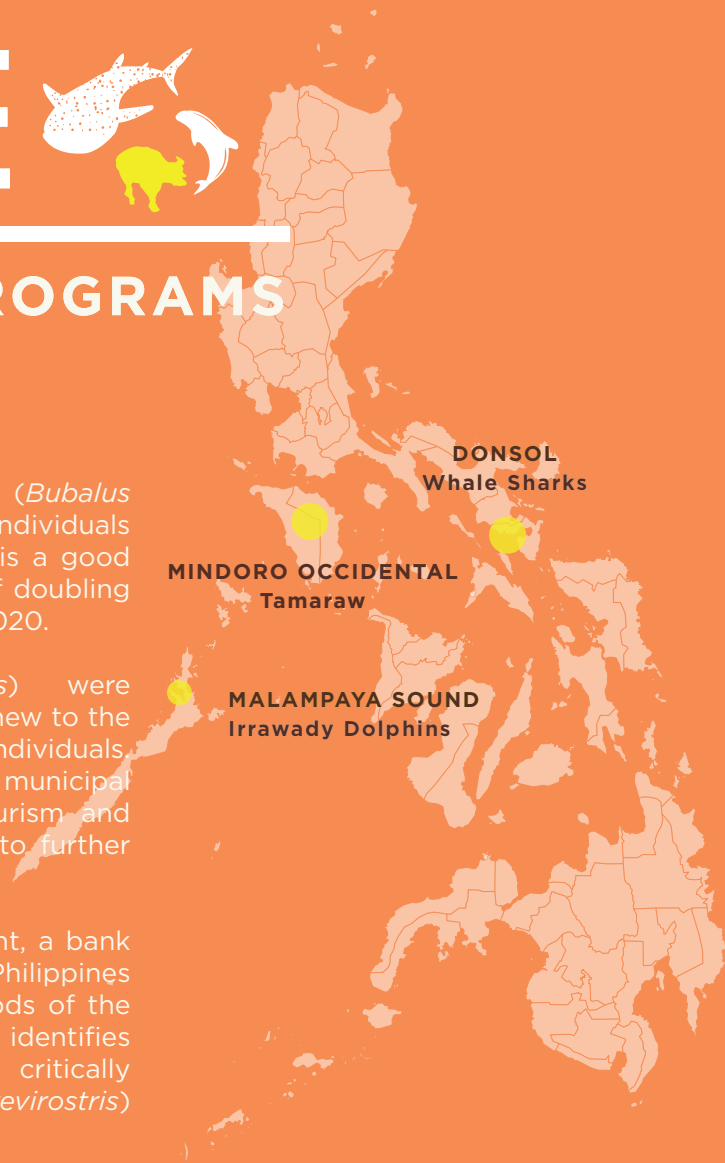 E
ROGRAMS
(Bubalus
ndividuals
is a good
f doubling
020.
s) were
new to the
ndividuals.
municipal
urism and
to further
nt, a bank
Philippines
ods of the
identifies
critically
evirostris)
DONSOL
Whale Sharks
MINDORO OCCIDENTAL
Tamaraw
MALAMPAYA SOUND
Irrawady Dolphins